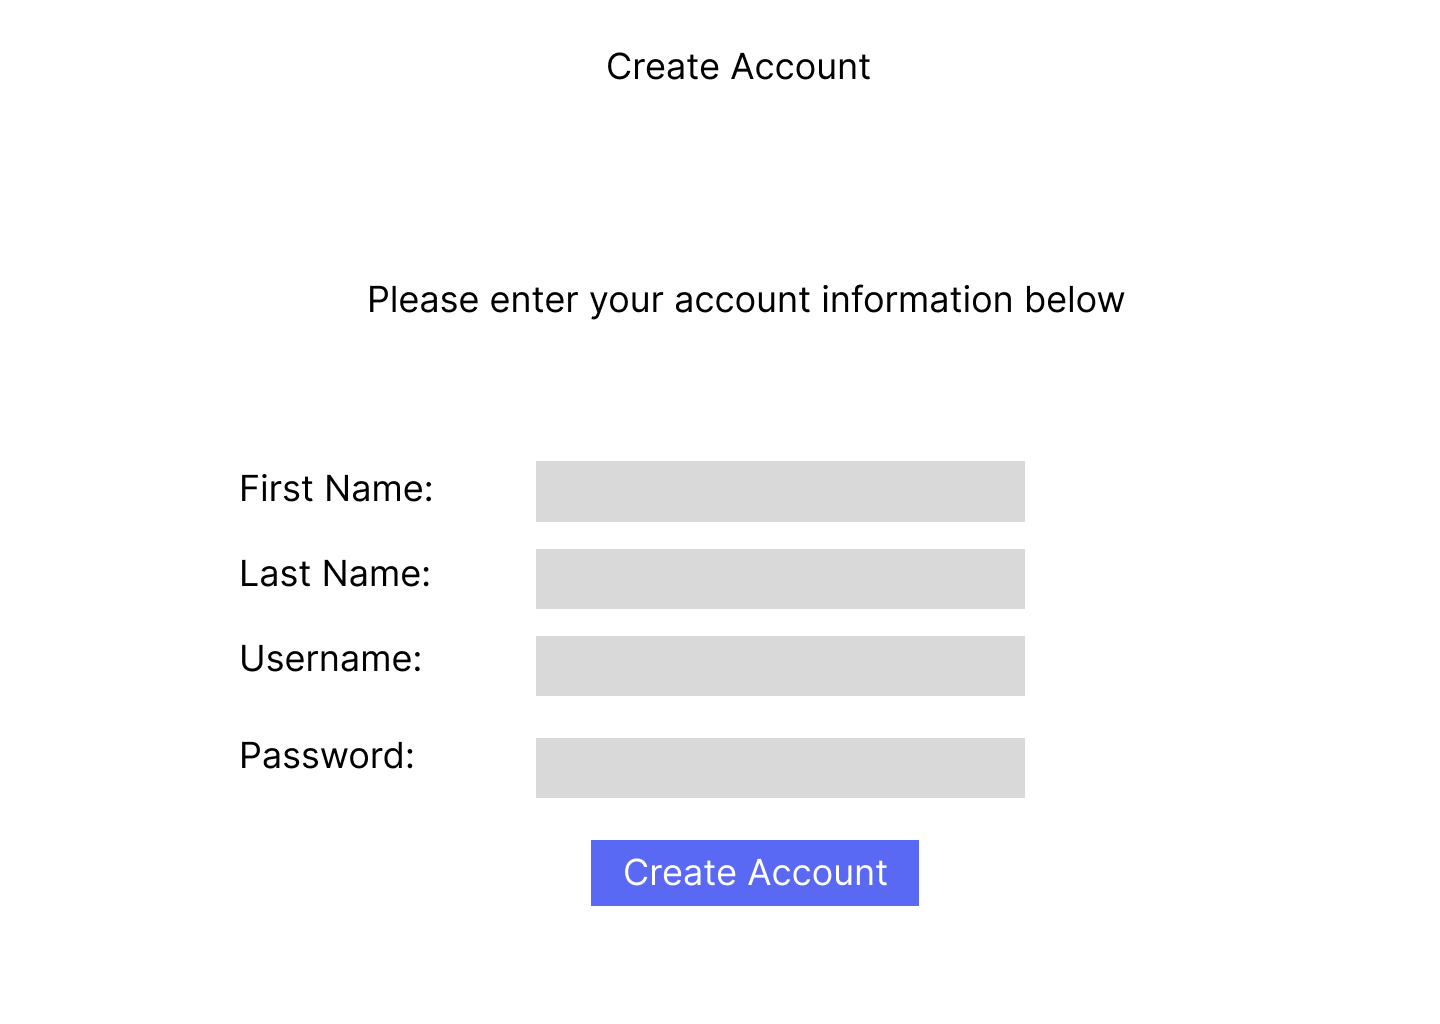 Create Account
Please enter your account information below
First Name:
Last Name:
Username:
Password:
Create Account